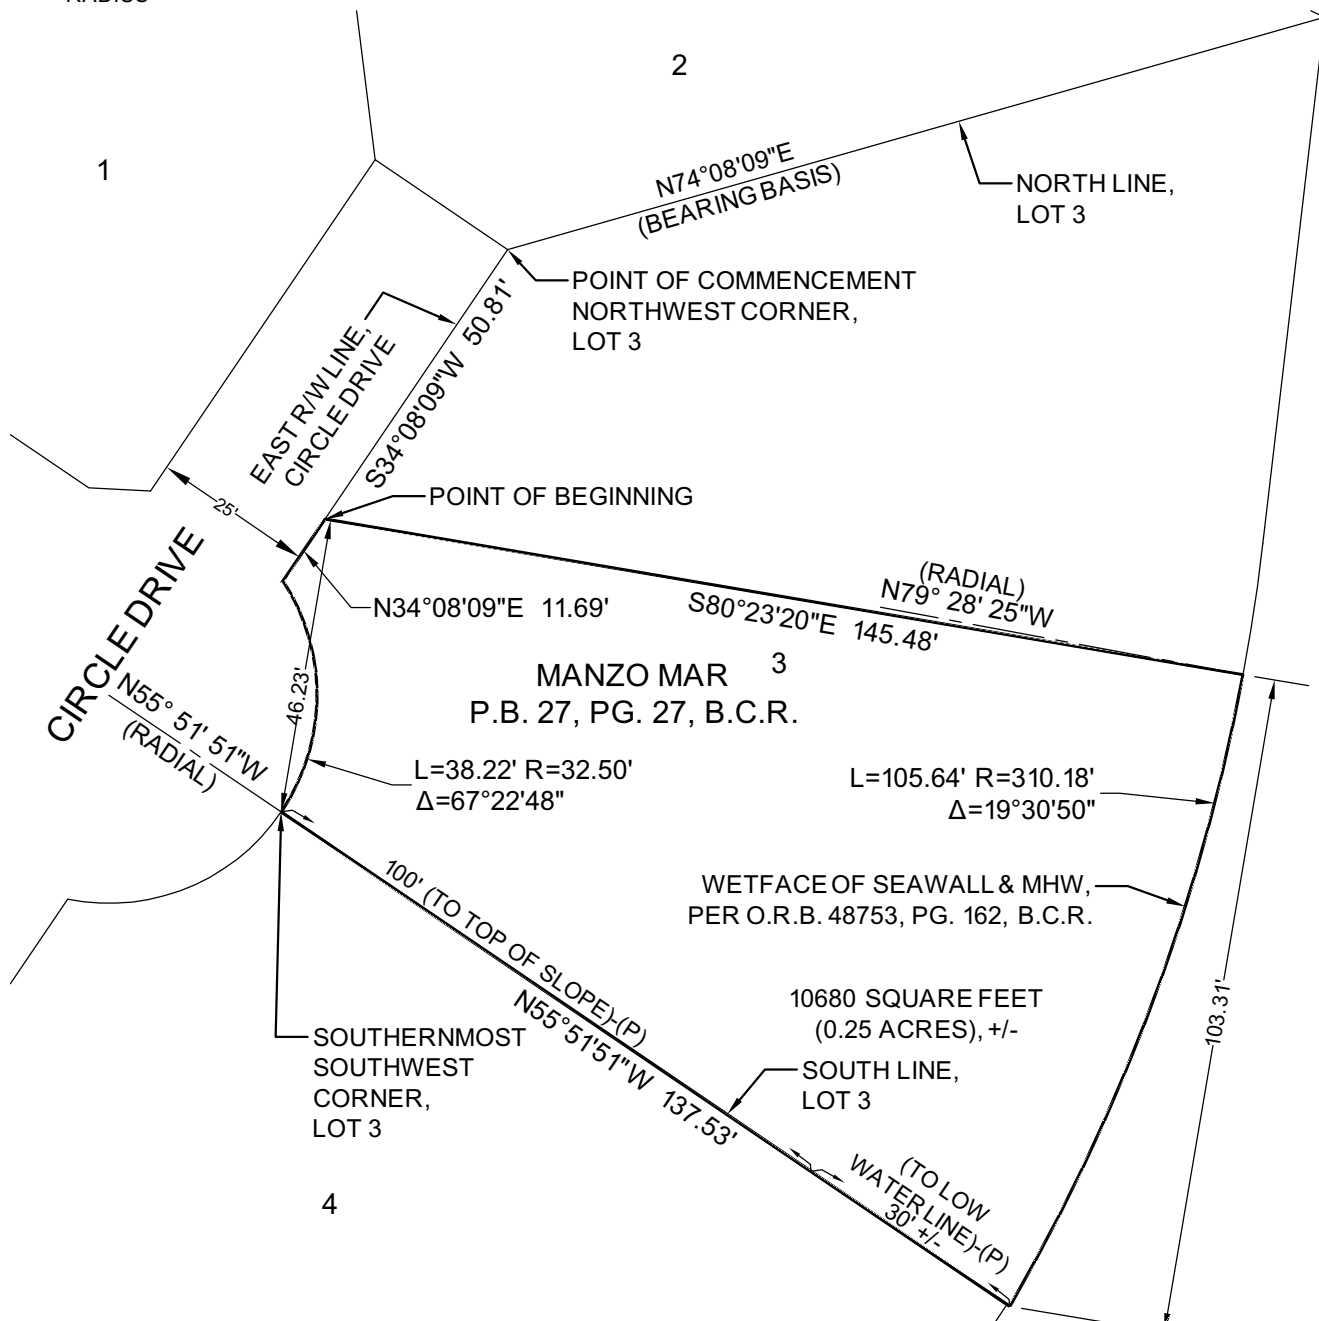 2
1
N74°08'09"E
(BEARING BASIS)
NORTH LINE,
LOT 3
POINT OF COMMENCEMENT
NORTHWEST CORNER,
LOT 3
EAST R/W LINE,
CIRCLE DRIVE
S34°08'09"W 50.81'
25'
POINT OF BEGINNING
CIRCLE DRIVE
N34°08'09"E 11.69'
(RADIAL)
N79° 28' 25"W
S80°23'20"E 145.48'
3
MANZO MAR
P.B. 27, PG. 27, B.C.R.
46.23'
N55° 51' 51"W
(RADIAL)
L=38.22' R=32.50'
Δ=67°22'48"
L=105.64' R=310.18'
Δ=19°30'50"
WETFACE OF SEAWALL & MHW,
PER O.R.B. 48753, PG. 162, B.C.R.
100' (TO TOP OF SLOPE)-(P)
N55°51'51"W 137.53'
10680 SQUARE FEET
(0.25 ACRES), +/-
SOUTH LINE,
LOT 3
103.31'
SOUTHERNMOST
SOUTHWEST
CORNER,
LOT 3
(TO LOW
WATER LINE)-(P)
30' +/-
4